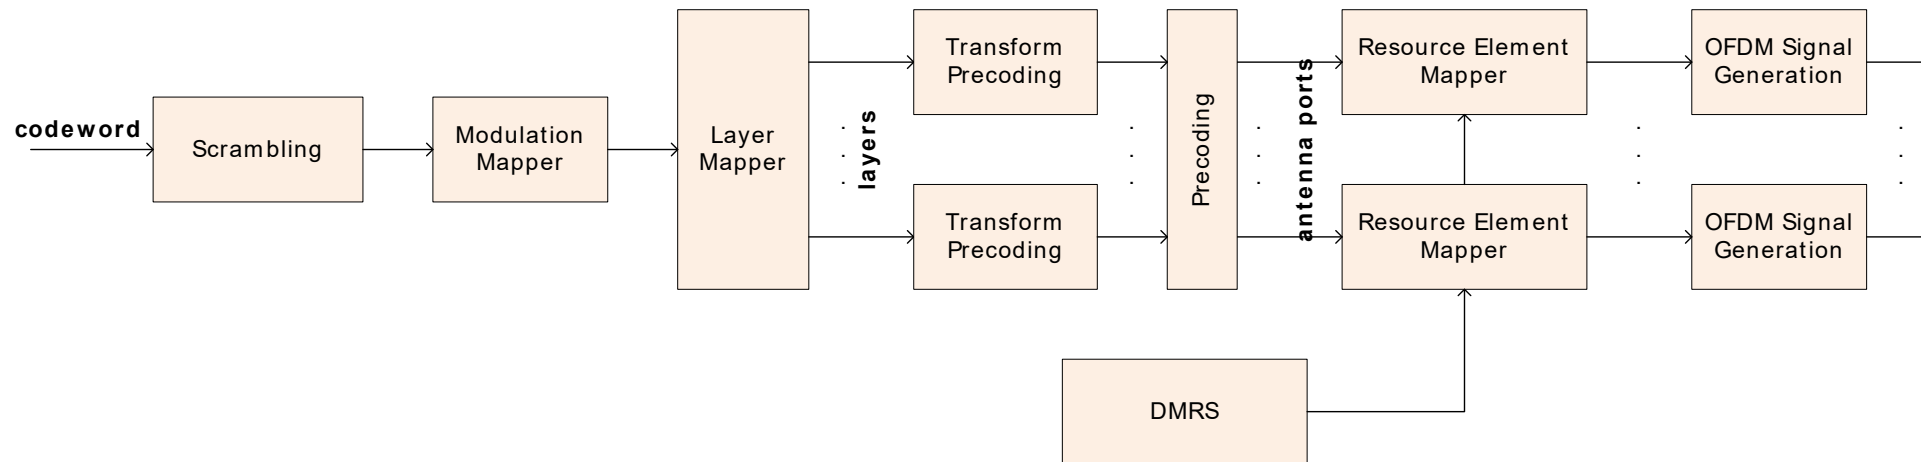 codeword
Scrambling
Modulation
Mapper
Layer
Mapper
layers
Transform
Precoding
Transform
Precoding
Precoding
antenna ports
Resource Element
Mapper
Resource Element
Mapper
OFDM Signal
Generation
OFDM Signal
Generation
DMRS